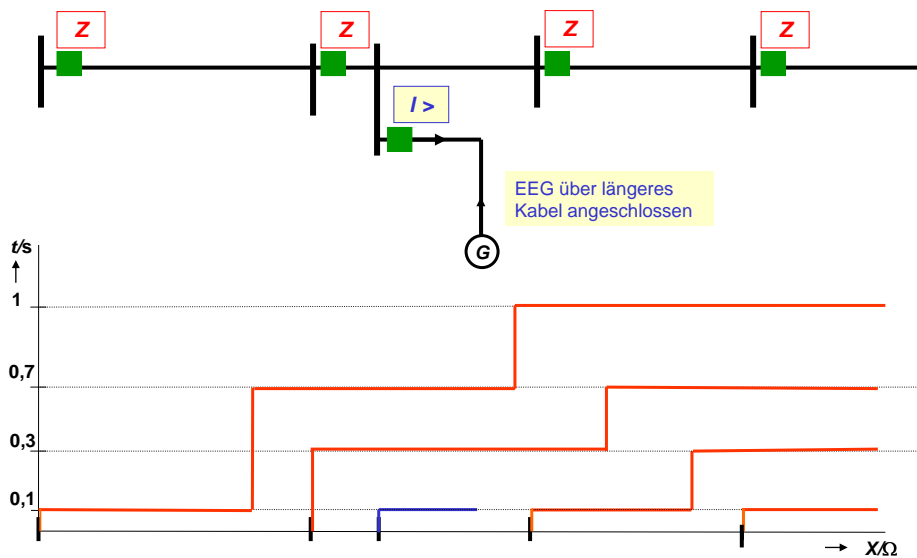 Z
Z
Z
Z
I >
EEG über längeres
Kabel angeschlossen
G
t/s
1
0,7
0,3
0,1
X/Ω